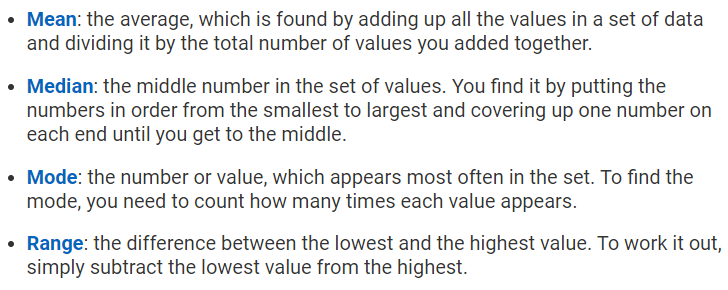 • Mean: the average, which is found by adding up all the values in a set of data
and dividing it by the total number of values you added together.
• Median: the middle number in the set of values. You find it by putting the
numbers in order from the smallest to largest and covering up one number on
each end until you get to the middle.
• Mode: the number or value, which appears most often in the set. To find the
mode, you need to count how many times each value appears.
• Range: the difference between the lowest and the highest value. To work it out,
simply subtract the lowest value from the highest.